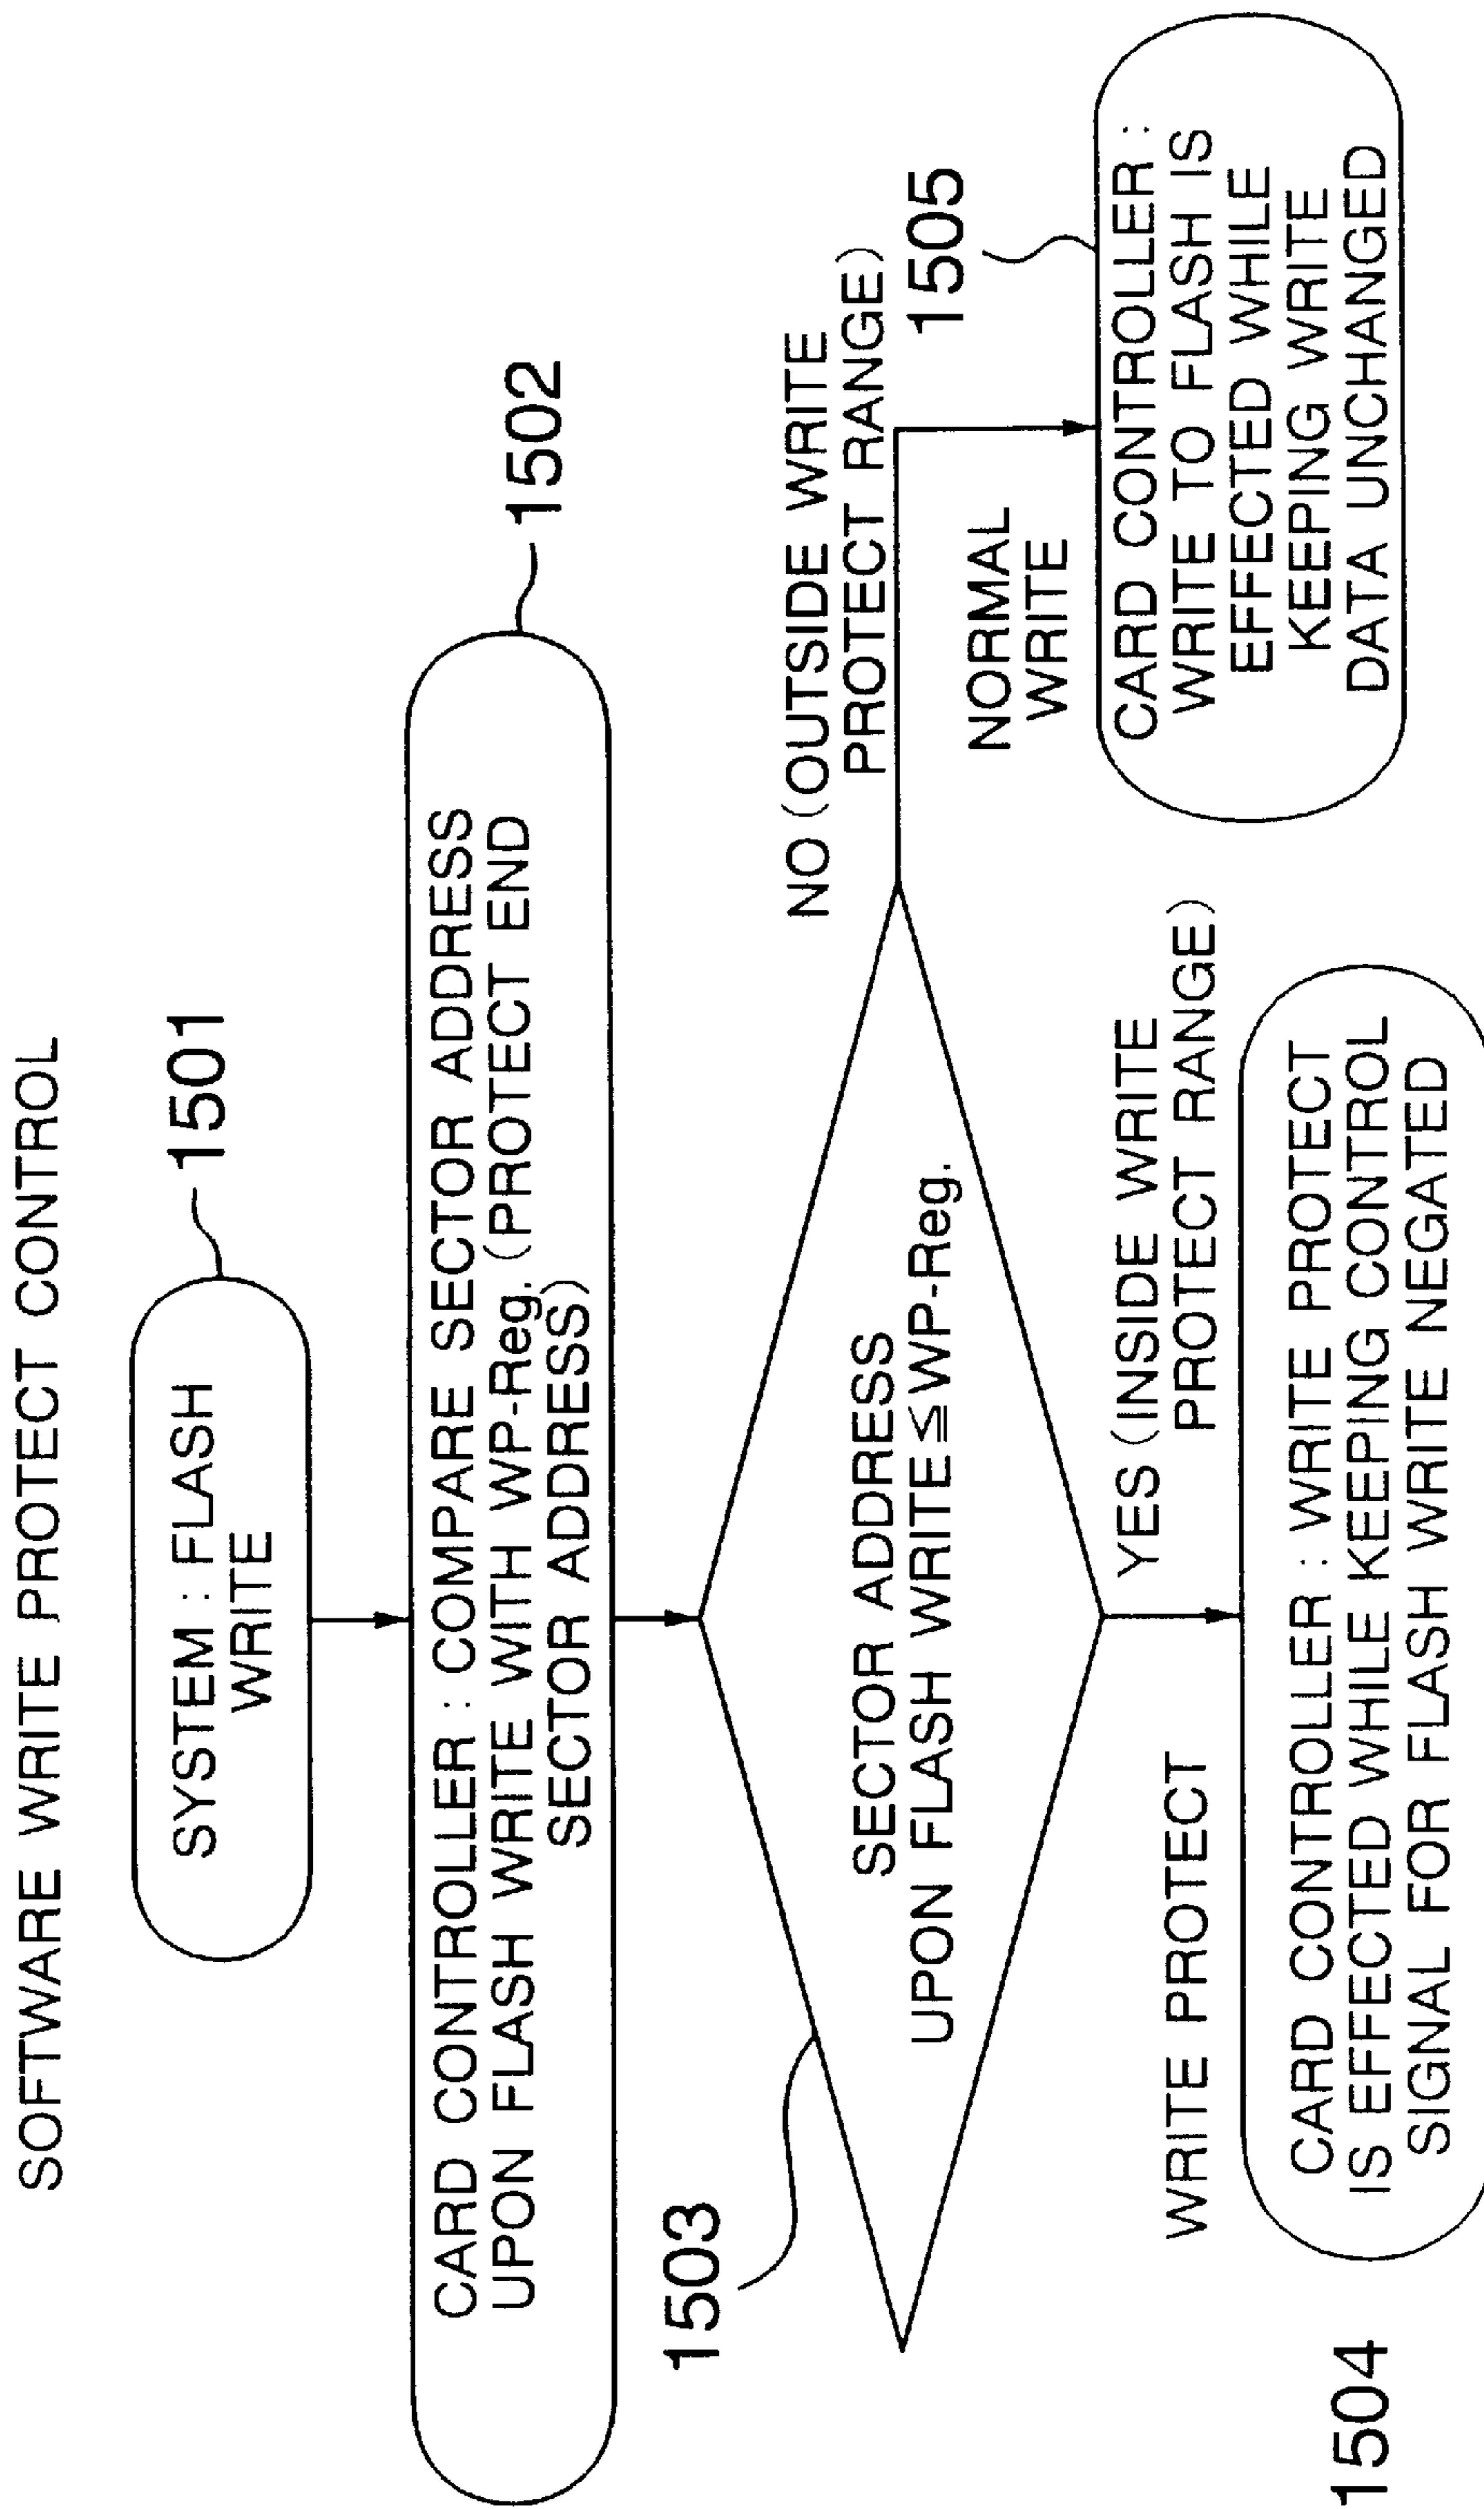 SOFTWARE WRITE PROTECT CONTROL
1501
SYSTEM : FLASH
WRITE
1502
CARD CONTROLLER : COMPARE SECTOR ADDRESS
UPON FLASH WRITE WITH WP-Reg. (PROTECT END
SECTOR ADDRESS)
1503
SECTOR ADDRESS
UPON FLASH WRITE ≦ WP-Reg.
NO (OUTSIDE WRITE
PROTECT RANGE)
NORMAL
WRITE
1505
CARD CONTROLLER :
WRITE TO FLASH IS
EFFECTED WHILE
KEEPING WRITE
DATA UNCHANGED
YES (INSIDE WRITE
PROTECT RANGE)
WRITE PROTECT
1504
CARD CONTROLLER : WRITE PROTECT
IS EFFECTED WHILE KEEPING CONTROL
SIGNAL FOR FLASH WRITE NEGATED